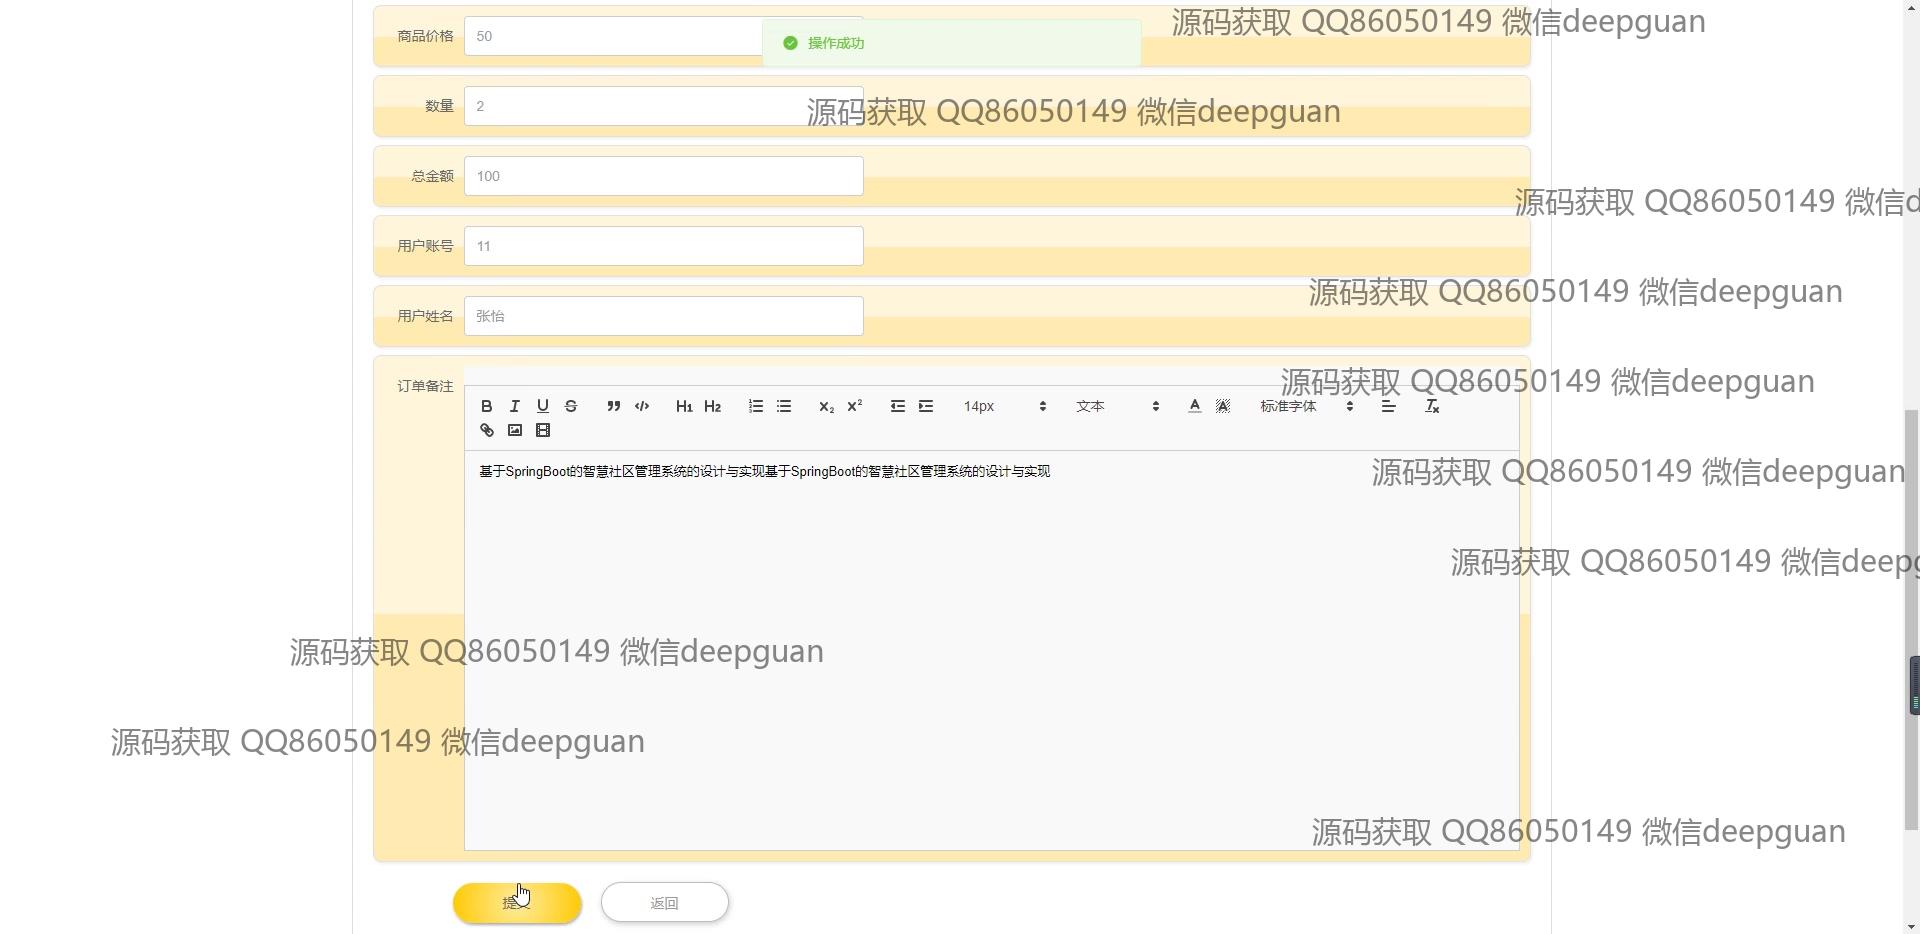 商品价格 50
操作成功
源码获取 QQ86050149 微信deepguan
数量 2
源码获取 QQ86050149 微信deepguan
总金额 100
源码获取 QQ86050149 微信d
用户账号 11
源码获取 QQ86050149 微信deepguan
用户姓名 张怡
订单备注
源码获取 QQ86050149 微信deepguan
B I U S H1 H2 X2 X2 14px 文本 A A 标准字体 Tx
基于SpringBoot的智慧社区管理系统的设计与实现基于SpringBoot的智慧社区管理系统的设计与实现
源码获取 QQ86050149 微信deepguan
源码获取 QQ86050149 微信deepg
源码获取 QQ86050149 微信deepguan
源码获取 QQ86050149 微信deepguan
源码获取 QQ86050149 微信deepguan
提交 返回